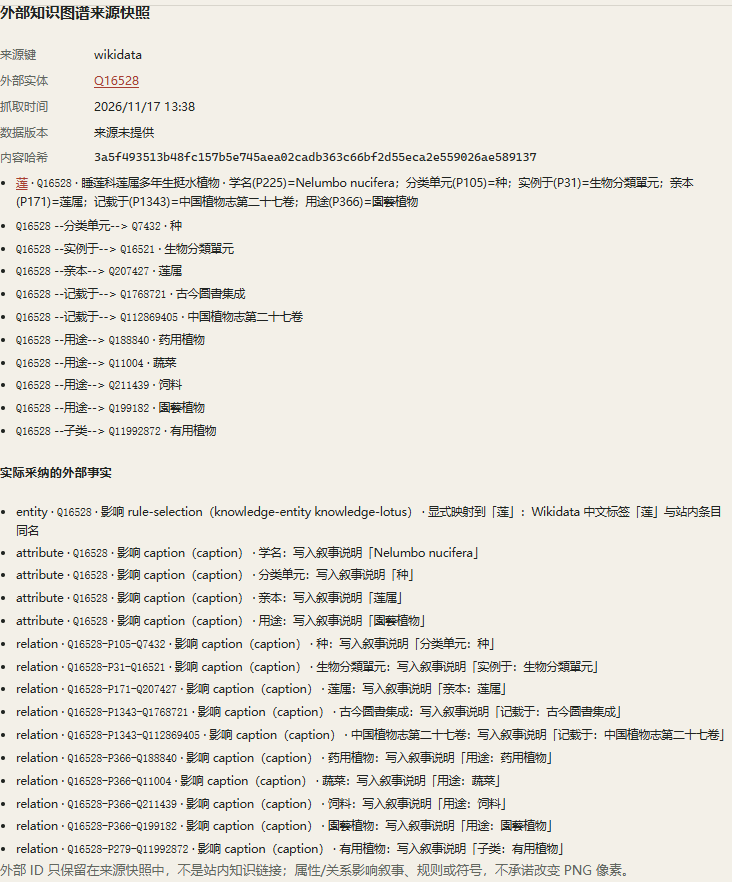 外部知识图谱来源快照
来源键 wikidata
外部实体 Q16528
抓取时间 2026/11/17 13:38
数据版本 来源未提供
内容哈希 3a5f493513b48fc157b5e745aea02cadb363c66bf2d55eca2e559026ae589137
• 莲 · Q16528 · 睡莲科莲属多年生挺水植物 · 学名(P225)=Nelumbo nucifera；分类单元(P105)=种；实例于(P31)=生物分類單元；亲本
(P171)=莲属；记载于(P1343)=中国植物志第二十七卷；用途(P366)=園藝植物
• Q16528 --分类单元--> Q7432 · 种
• Q16528 --实例于--> Q16521 · 生物分類單元
• Q16528 --亲本--> Q207427 · 莲属
• Q16528 --记载于--> Q1768721 · 古今圖書集成
• Q16528 --记载于--> Q112869405 · 中国植物志第二十七卷
• Q16528 --用途--> Q188840 · 药用植物
• Q16528 --用途--> Q11004 · 蔬菜
• Q16528 --用途--> Q211439 · 饲料
• Q16528 --用途--> Q199182 · 園藝植物
• Q16528 --子类--> Q11992872 · 有用植物
实际采纳的外部事实
• entity · Q16528 · 影响 rule-selection（knowledge-entity knowledge-lotus） · 显式映射到「莲」：Wikidata 中文标签「莲」与站内条目
同名
• attribute · Q16528 · 影响 caption（caption） · 学名：写入叙事说明「Nelumbo nucifera」
• attribute · Q16528 · 影响 caption（caption） · 分类单元：写入叙事说明「种」
• attribute · Q16528 · 影响 caption（caption） · 亲本：写入叙事说明「莲属」
• attribute · Q16528 · 影响 caption（caption） · 用途：写入叙事说明「園藝植物」
• relation · Q16528-P105-Q7432 · 影响 caption（caption） · 种：写入叙事说明「分类单元：种」
• relation · Q16528-P31-Q16521 · 影响 caption（caption） · 生物分類單元：写入叙事说明「实例于：生物分類單元」
• relation · Q16528-P171-Q207427 · 影响 caption（caption） · 莲属：写入叙事说明「亲本：莲属」
• relation · Q16528-P1343-Q1768721 · 影响 caption（caption） · 古今圖書集成：写入叙事说明「记载于：古今圖書集成」
• relation · Q16528-P1343-Q112869405 · 影响 caption（caption） · 中国植物志第二十七卷：写入叙事说明「记载于：中国植物志第二十七卷」
• relation · Q16528-P366-Q188840 · 影响 caption（caption） · 药用植物：写入叙事说明「用途：药用植物」
• relation · Q16528-P366-Q11004 · 影响 caption（caption） · 蔬菜：写入叙事说明「用途：蔬菜」
• relation · Q16528-P366-Q211439 · 影响 caption（caption） · 饲料：写入叙事说明「用途：饲料」
• relation · Q16528-P366-Q199182 · 影响 caption（caption） · 園藝植物：写入叙事说明「用途：園藝植物」
• relation · Q16528-P279-Q11992872 · 影响 caption（caption） · 有用植物：写入叙事说明「子类：有用植物」
外部 ID 只保留在来源快照中，不是站内知识链接；属性/关系影响叙事、规则或符号，不承诺改变 PNG 像素。